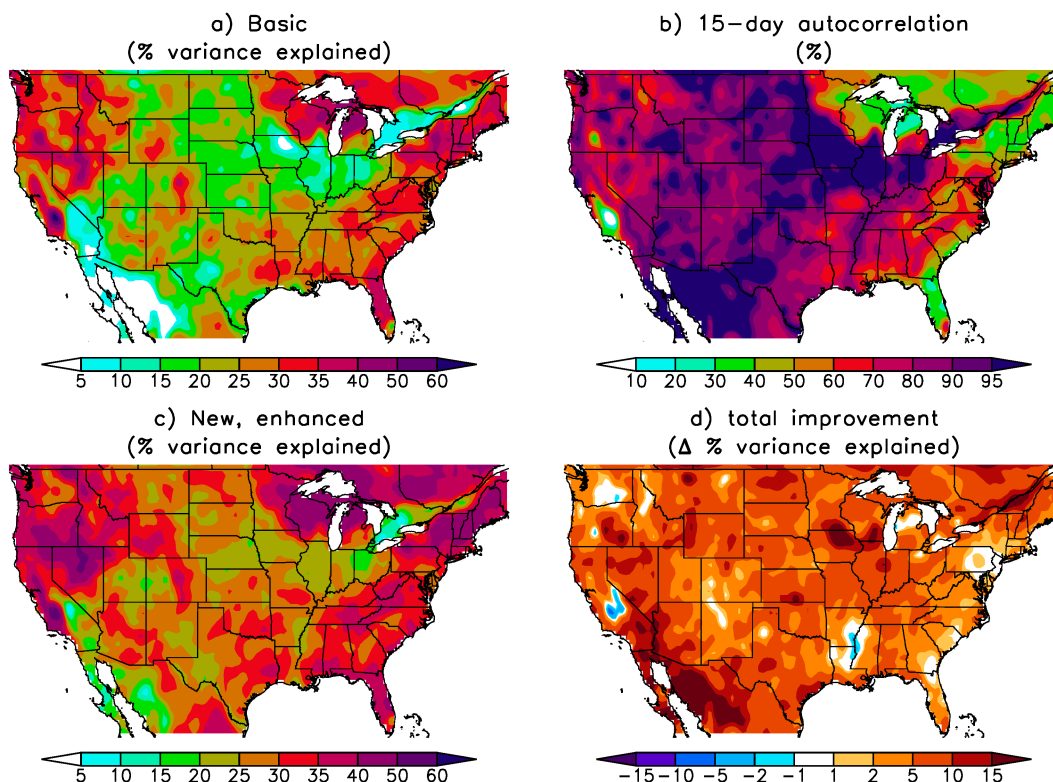 a) Basic
(% variance explained)
b) 15-day autocorrelation
(%)
5 10 15 20 25 30 35 40 50 60
10 20 30 40 50 60 70 80 90 95
c) New, enhanced
(% variance explained)
d) total improvement
(Δ % variance explained)
5 10 15 20 25 30 35 40 50 60
-15 -10 -5 -2 -1 1 2 5 10 15